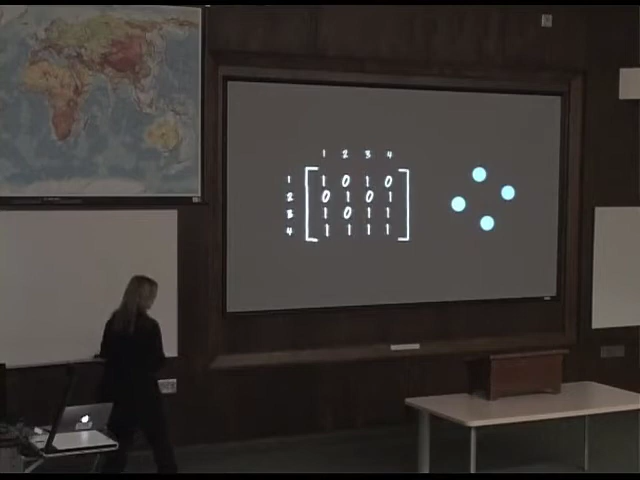 1 2 3 4
1 1 0 1 0
2 0 1 0 1
3 1 0 1 1
4 1 1 1 1